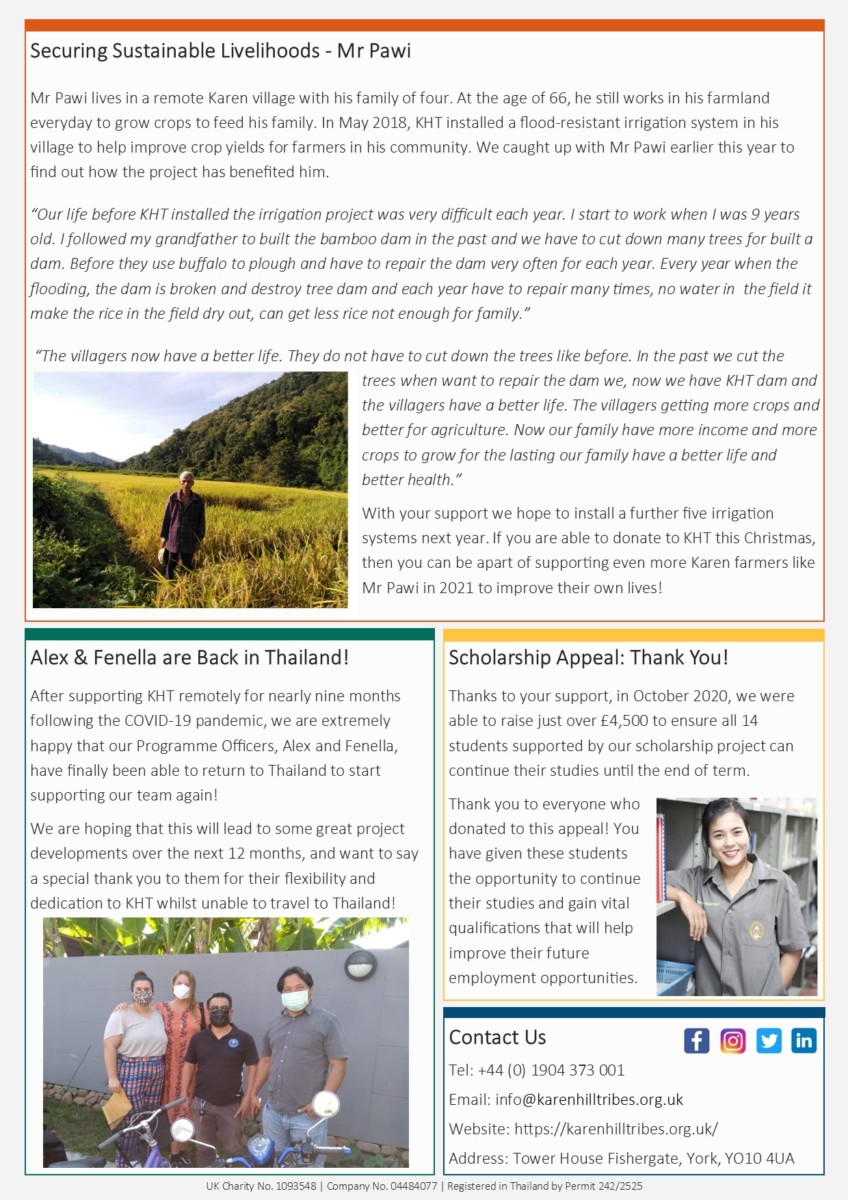 Securing Sustainable Livelihoods - Mr Pawi
Mr Pawi lives in a remote Karen village with his family of four. At the age of 66, he still works in his farmland
everyday to grow crops to feed his family. In May 2018, KHT installed a flood-resistant irrigation system in his
village to help improve crop yields for farmers in his community. We caught up with Mr Pawi earlier this year to
find out how the project has benefited him.
“Our life before KHT installed the irrigation project was very difficult each year. I start to work when I was 9 years
old. I followed my grandfather to built the bamboo dam in the past and we have to cut down many trees for built a
dam. Before they use buffalo to plough and have to repair the dam very often for each year. Every year when the
flooding, the dam is broken and destroy tree dam and each year have to repair many times, no water in the field it
make the rice in the field dry out, can get less rice not enough for family.”
“The villagers now have a better life. They do not have to cut down the trees like before. In the past we cut the
trees when want to repair the dam we, now we have KHT dam and
the villagers have a better life. The villagers getting more crops and
better for agriculture. Now our family have more income and more
crops to grow for the lasting our family have a better life and
better health.”
With your support we hope to install a further five irrigation
systems next year. If you are able to donate to KHT this Christmas,
then you can be apart of supporting even more Karen farmers like
Mr Pawi in 2021 to improve their own lives!
Alex & Fenella are Back in Thailand!
After supporting KHT remotely for nearly nine months
following the COVID-19 pandemic, we are extremely
happy that our Programme Officers, Alex and Fenella,
have finally been able to return to Thailand to start
supporting our team again!
We are hoping that this will lead to some great project
developments over the next 12 months, and want to say
a special thank you to them for their flexibility and
dedication to KHT whilst unable to travel to Thailand!
Scholarship Appeal: Thank You!
Thanks to your support, in October 2020, we were
able to raise just over £4,500 to ensure all 14
students supported by our scholarship project can
continue their studies until the end of term.
Thank you to everyone who
donated to this appeal! You
have given these students
the opportunity to continue
their studies and gain vital
qualifications that will help
improve their future
employment opportunities.
Contact Us
Tel: +44 (0) 1904 373 001
Email: info@karenhilltribes.org.uk
Website: https://karenhilltribes.org.uk/
Address: Tower House Fishergate, York, YO10 4UA
UK Charity No. 1093548 | Company No. 04484077 | Registered in Thailand by Permit 242/2525